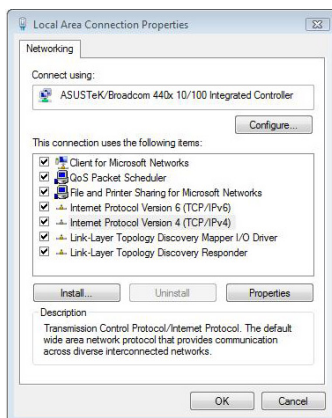 Local Area Connection Properties
Networking
Connect using:
ASUSTeK/Broadcom 440x 10/100 Integrated Controller
Configure...
This connection uses the following items:
Client for Microsoft Networks
QoS Packet Scheduler
File and Printer Sharing for Microsoft Networks
Internet Protocol Version 6 (TCP/IPv6)
Internet Protocol Version 4 (TCP/IPv4)
Link-Layer Topology Discovery Mapper I/O Driver
Link-Layer Topology Discovery Responder
Install... Uninstall Properties
Description
Transmission Control Protocol/Internet Protocol. The default
wide area network protocol that provides communication
across diverse interconnected networks.
OK Cancel